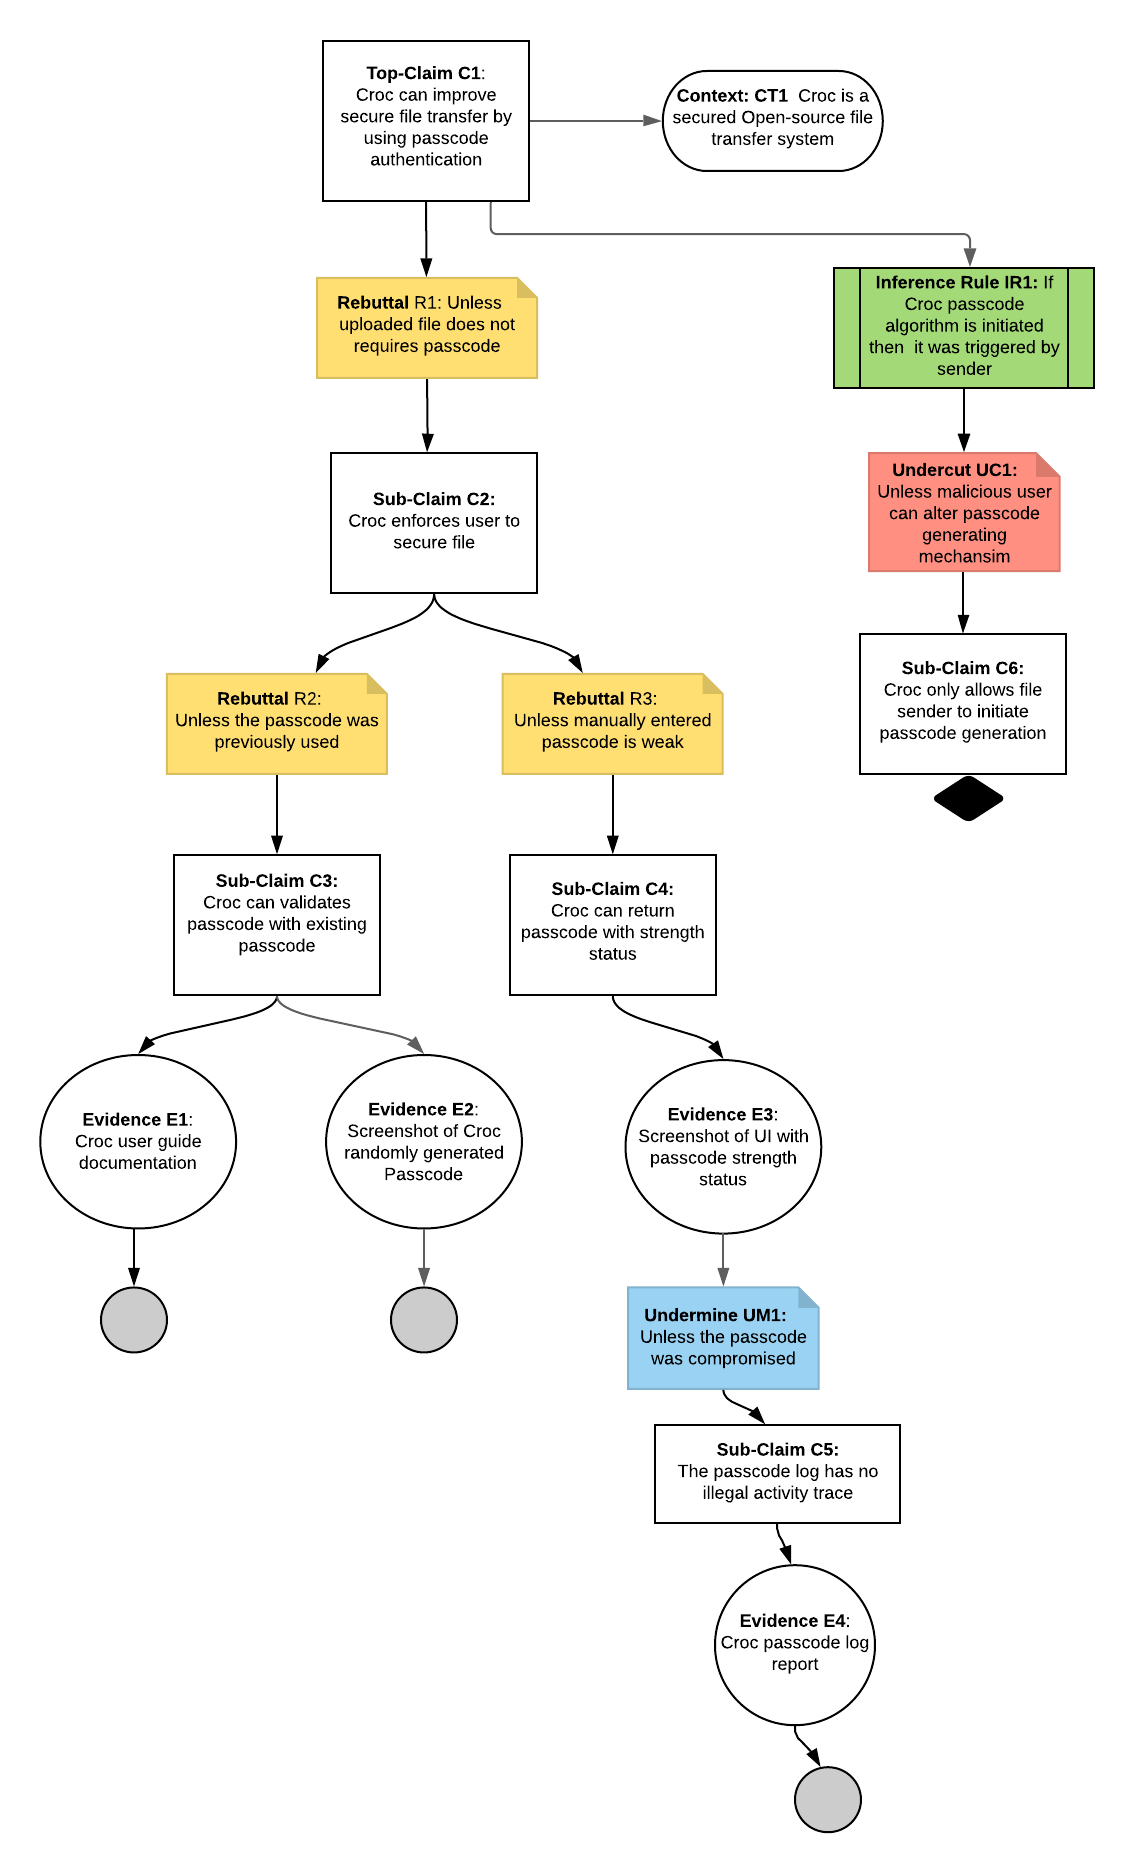 Top-Claim C1:
Croc can improve
secure file transfer by
using passcode
authentication
Context: CT1 Croc is a
secured Open-source file
transfer system
Rebuttal R1: Unless
uploaded file does not
requires passcode
Inference Rule IR1: If
Croc passcode
algorithm is initiated
then it was triggered by
sender
Sub-Claim C2:
Croc enforces user to
secure file
Undercut UC1:
Unless malicious user
can alter passcode
generating
mechansim
Rebuttal R2:
Unless the passcode was
previously used
Rebuttal R3:
Unless manually entered
passcode is weak
Sub-Claim C6:
Croc only allows file
sender to initiate
passcode generation
Sub-Claim C3:
Croc can validates
passcode with existing
passcode
Sub-Claim C4:
Croc can return
passcode with strength
status
Evidence E1:
Croc user guide
documentation
Evidence E2:
Screenshot of Croc
randomly generated
Passcode
Evidence E3:
Screenshot of UI with
passcode strength
status
Undermine UM1:
Unless the passcode
was compromised
Sub-Claim C5:
The passcode log has no
illegal activity trace
Evidence E4:
Croc passcode log
report